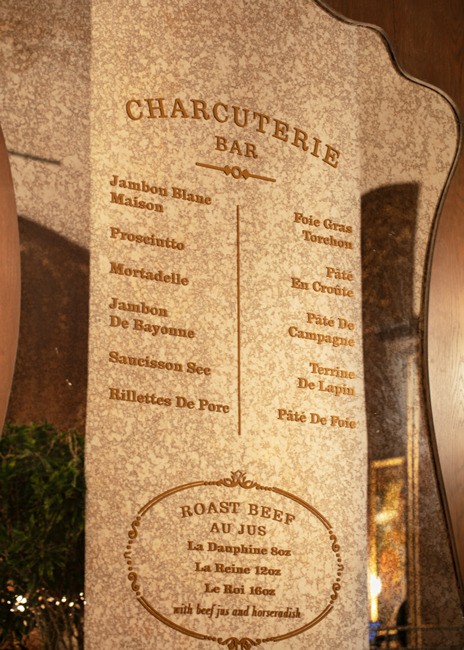 CHARCUTERIE
BAR
Jambon Blanc
Maison
Prosciutto
Mortadelle
Jambon
De Bayonne
Saucisson Sec
Rillettes De Porc
Foie Gras
Torchon
Pâté
En Croûte
Pâté De
Campagne
Terrine
De Lapin
Pâté De Foie
ROAST BEEF
AU JUS
La Dauphine 8oz
La Reine 12oz
Le Roi 16oz
with beef jus and horseradish